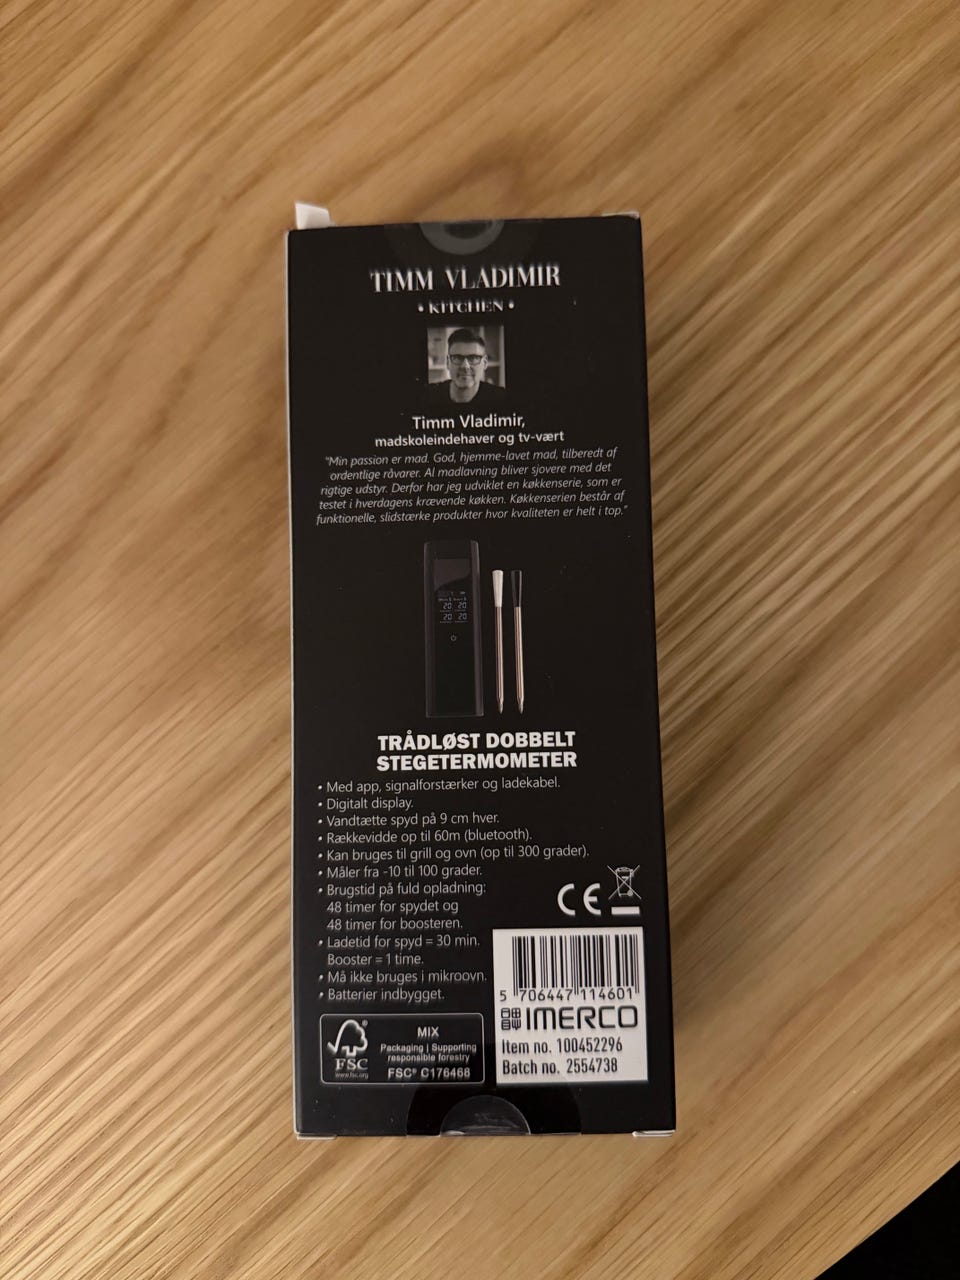 TIMM VLADIMIR
• KITCHEN •
Timm Vladimir,
madskoleindehaver og tv-vært
"Min passion er mad. God, hjemme-lavet mad, tilberedt af
ordentlige råvarer. Al madlavning bliver sjovere med det
rigtige udstyr. Derfor har jeg udviklet en køkkenserie, som er
testet i hverdagens krævende køkken. Køkkenserien består af
funktionelle, slidstærke produkter hvor kvaliteten er helt i top."
20 20
20 20
TRÅDLØST DOBBELT
STEGETERMOMETER
• Med app, signalforstærker og ladekabel.
• Digitalt display.
• Vandtætte spyd på 9 cm hver.
• Rækkevidde op til 60m (bluetooth).
• Kan bruges til grill og ovn (op til 300 grader).
• Måler fra -10 til 100 grader.
• Brugstid på fuld opladning:
48 timer for spydet og
48 timer for boosteren.
• Ladetid for spyd = 30 min.
Booster = 1 time.
• Må ikke bruges i mikroovn.
• Batterier indbygget.
CE
5 706447 114601
IMERCO
Item no. 100452296
Batch no. 2554738
FSC
www.fsc.org
MIX
Packaging | Supporting
responsible forestry
FSC® C176468